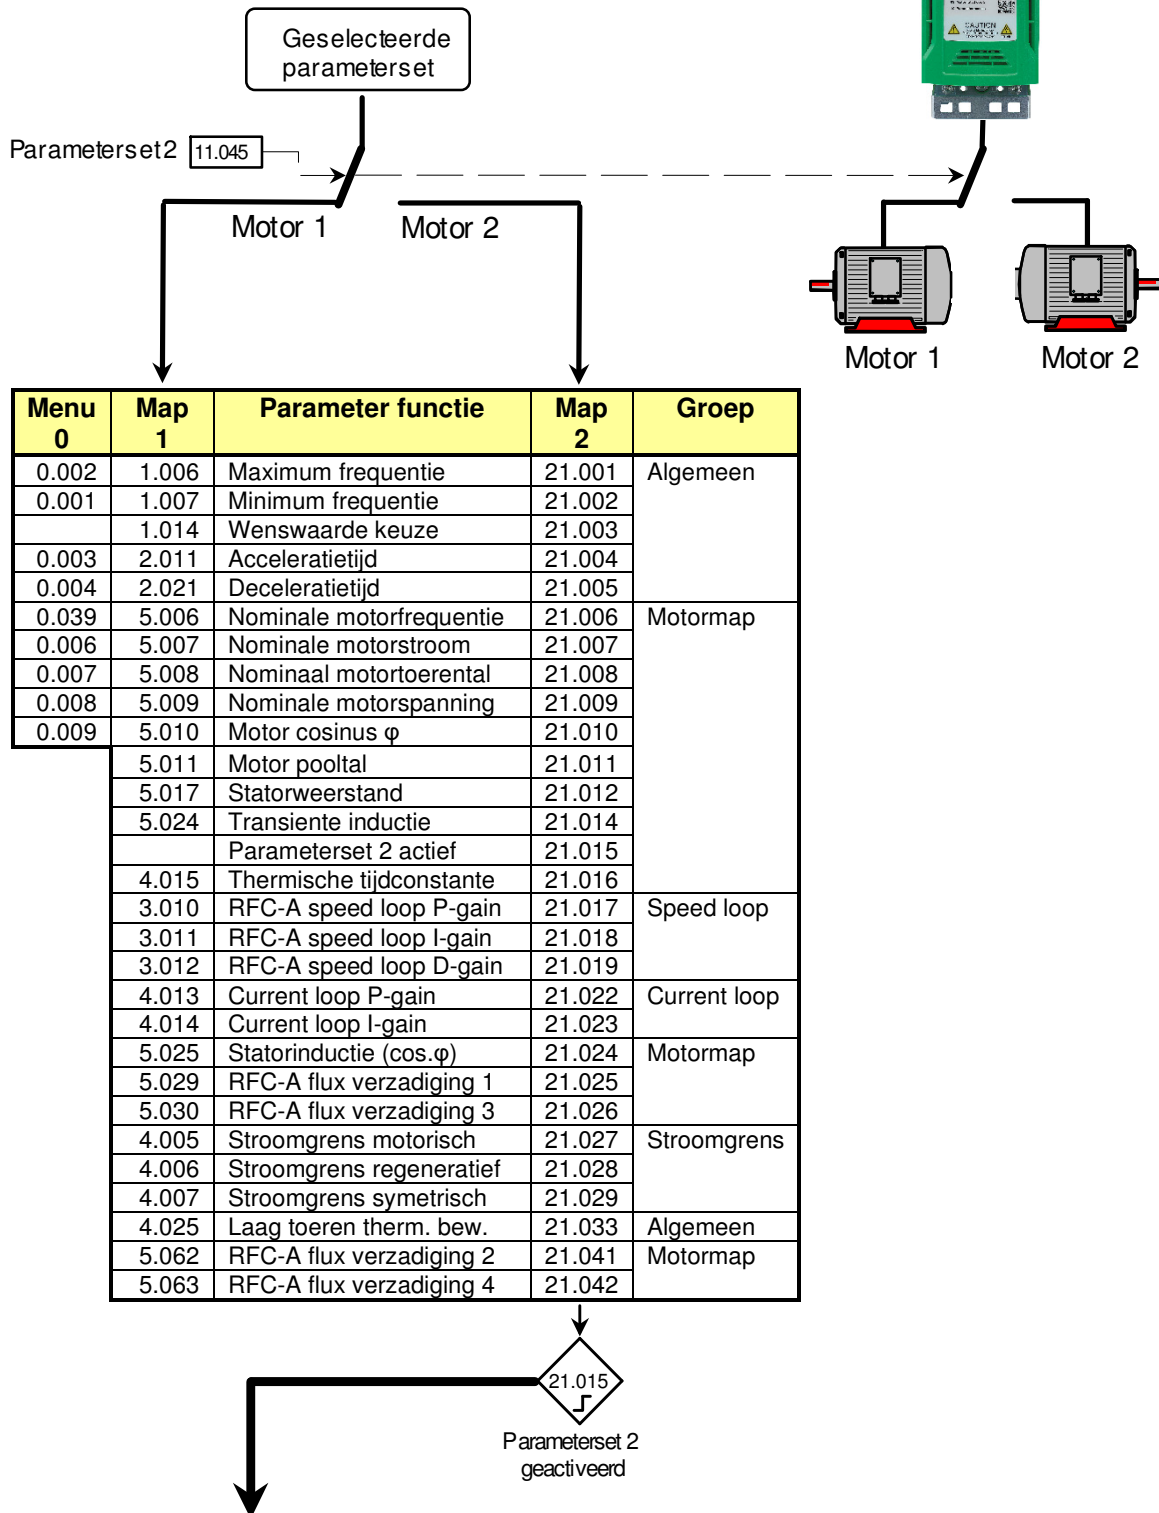 CAUTION
Geselecteerde
parameterset
Parameterset 2 11.045
Motor 1 Motor 2
Motor 1 Motor 2
Menu 0 Map 1 Parameter functie Map 2 Groep
0.002 1.006 Maximum frequentie 21.001 Algemeen
0.001 1.007 Minimum frequentie 21.002
1.014 Wenswaarde keuze 21.003
0.003 2.011 Acceleratietijd 21.004
0.004 2.021 Deceleratietijd 21.005
0.039 5.006 Nominale motorfrequentie 21.006 Motormap
0.006 5.007 Nominale motorstroom 21.007
0.007 5.008 Nominaal motortoerental 21.008
0.008 5.009 Nominale motorspanning 21.009
0.009 5.010 Motor cosinus φ 21.010
5.011 Motor pooltal 21.011
5.017 Statorweerstand 21.012
5.024 Transiente inductie 21.014
Parameterset 2 actief 21.015
4.015 Thermische tijdconstante 21.016
3.010 RFC-A speed loop P-gain 21.017 Speed loop
3.011 RFC-A speed loop I-gain 21.018
3.012 RFC-A speed loop D-gain 21.019
4.013 Current loop P-gain 21.022 Current loop
4.014 Current loop I-gain 21.023
5.025 Statorinductie (cos.φ) 21.024 Motormap
5.029 RFC-A flux verzadiging 1 21.025
5.030 RFC-A flux verzadiging 3 21.026
4.005 Stroomgrens motorisch 21.027 Stroomgrens
4.006 Stroomgrens regeneratief 21.028
4.007 Stroomgrens symetrisch 21.029
4.025 Laag toeren therm. bew. 21.033 Algemeen
5.062 RFC-A flux verzadiging 2 21.041 Motormap
5.063 RFC-A flux verzadiging 4 21.042
21.015
Parameterset 2
geactiveerd